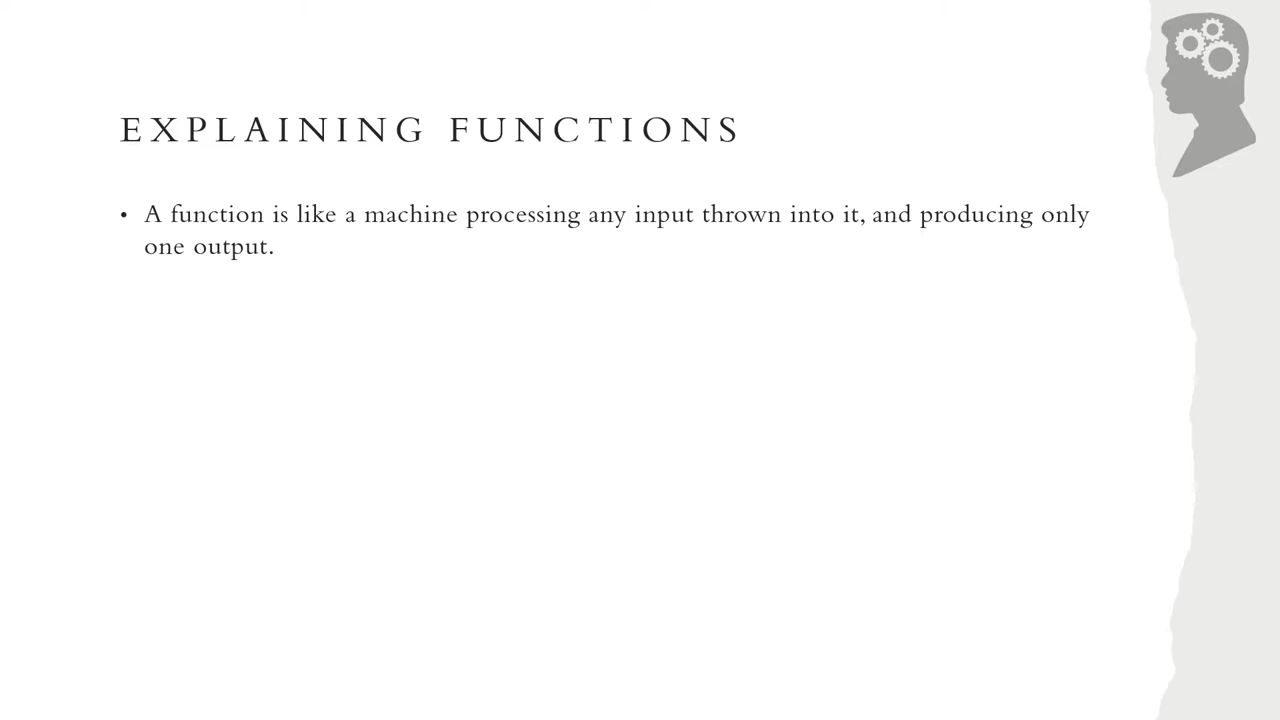 EXPLAINING FUNCTIONS
• A function is like a machine processing any input thrown into it, and producing only
one output.